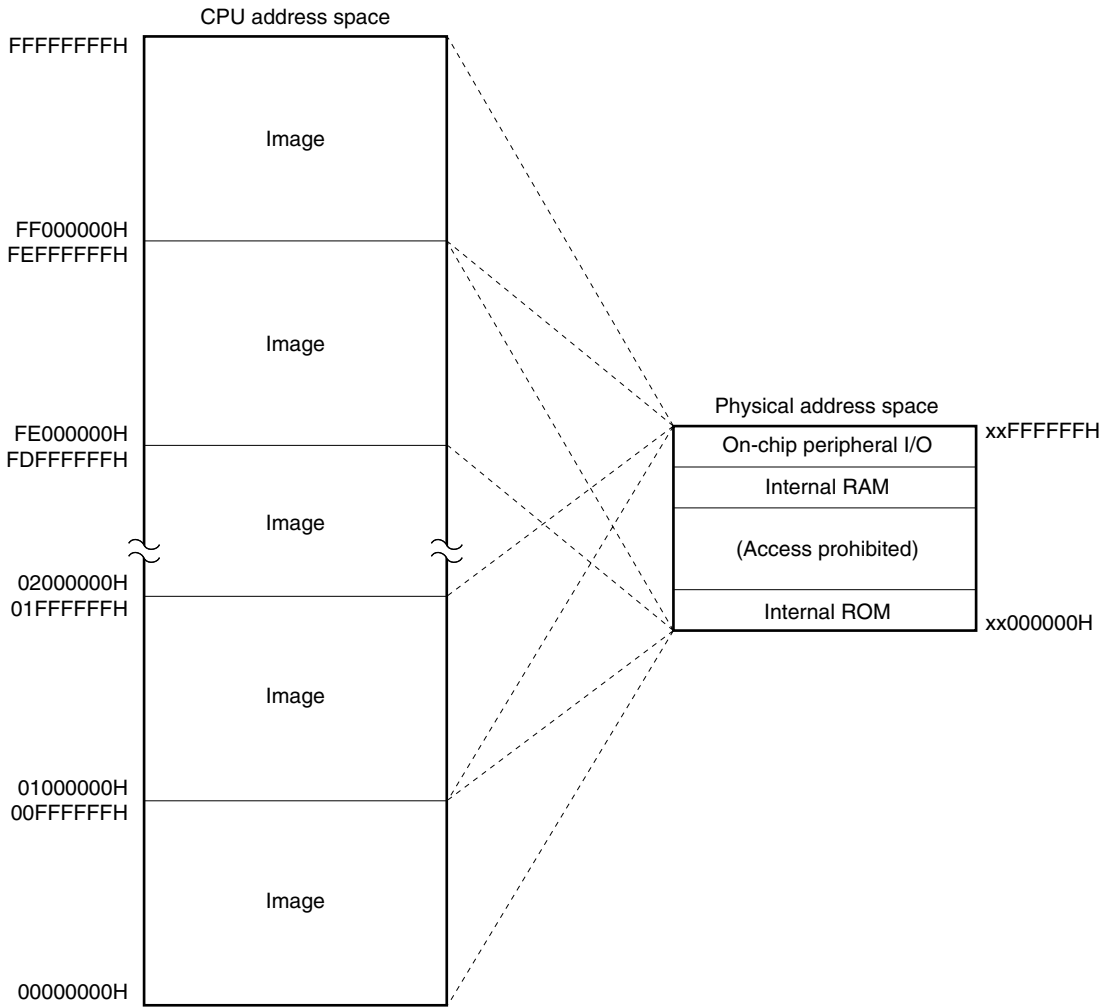 CPU address space
FFFFFFFFH
Image
FF000000H
FEFFFFFFH
Image
FE000000H
FDFFFFFFH
Image
02000000H
01FFFFFFH
Image
01000000H
00FFFFFFH
Image
00000000H
Physical address space
On-chip peripheral I/O
xxFFFFFFH
Internal RAM
(Access prohibited)
Internal ROM
xx000000H